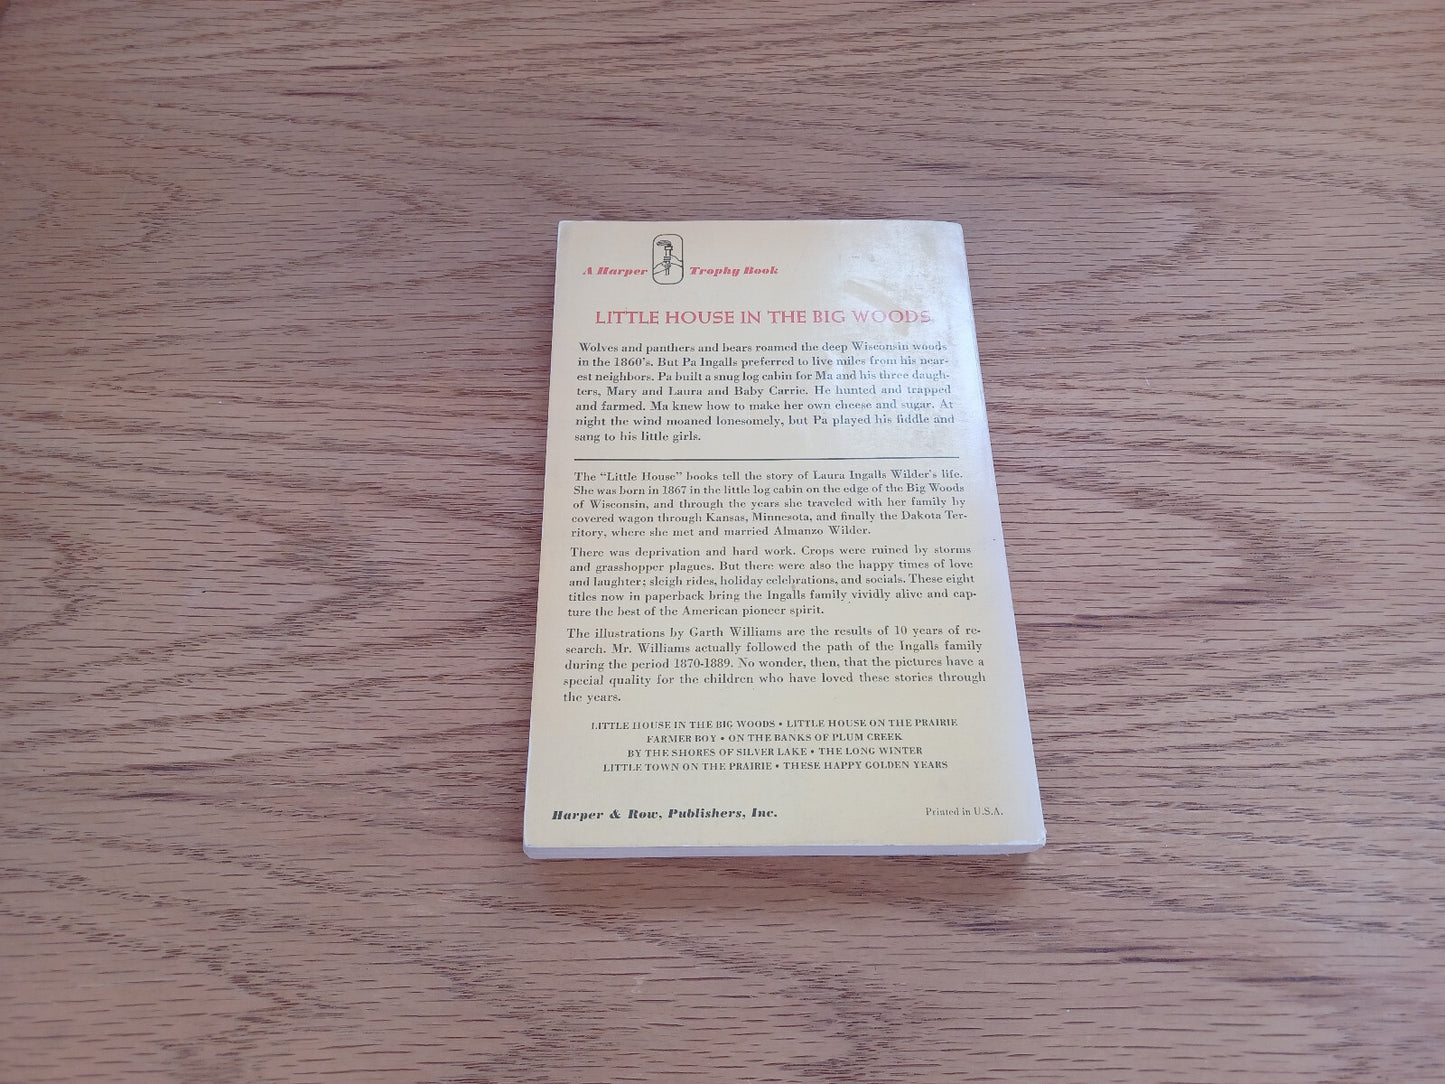 A Harper Trophy Book
LITTLE HOUSE IN THE BIG WOODS
Wolves and panthers and bears roamed the deep Wisconsin woods
in the 1860's. But Pa Ingalls preferred to live miles from his near-
est neighbors. Pa built a snug log cabin for Ma and his three daugh-
ters, Mary and Laura and Baby Carrie. He hunted and trapped
and farmed. Ma knew how to make her own cheese and sugar. At
night the wind moaned lonesomely, but Pa played his fiddle and
sang to his little girls.
The "Little House" books tell the story of Laura Ingalls Wilder's life.
She was born in 1867 in the little log cabin on the edge of the Big Woods
of Wisconsin, and through the years she traveled with her family by
covered wagon through Kansas, Minnesota, and finally the Dakota Ter-
ritory, where she met and married Almanzo Wilder.
There was deprivation and hard work. Crops were ruined by storms
and grasshopper plagues. But there were also the happy times of love
and laughter; sleigh rides, holiday celebrations, and socials. These eight
titles now in paperback bring the Ingalls family vividly alive and cap-
ture the best of the American pioneer spirit.
The illustrations by Garth Williams are the results of 10 years of re-
search. Mr. Williams actually followed the path of the Ingalls family
during the period 1870-1889. No wonder, then, that the pictures have a
special quality for the children who have loved these stories through
the years.
LITTLE HOUSE IN THE BIG WOODS • LITTLE HOUSE ON THE PRAIRIE
FARMER BOY • ON THE BANKS OF PLUM CREEK
BY THE SHORES OF SILVER LAKE • THE LONG WINTER
LITTLE TOWN ON THE PRAIRIE • THESE HAPPY GOLDEN YEARS
Harper & Row, Publishers, Inc.
Printed in U.S.A.